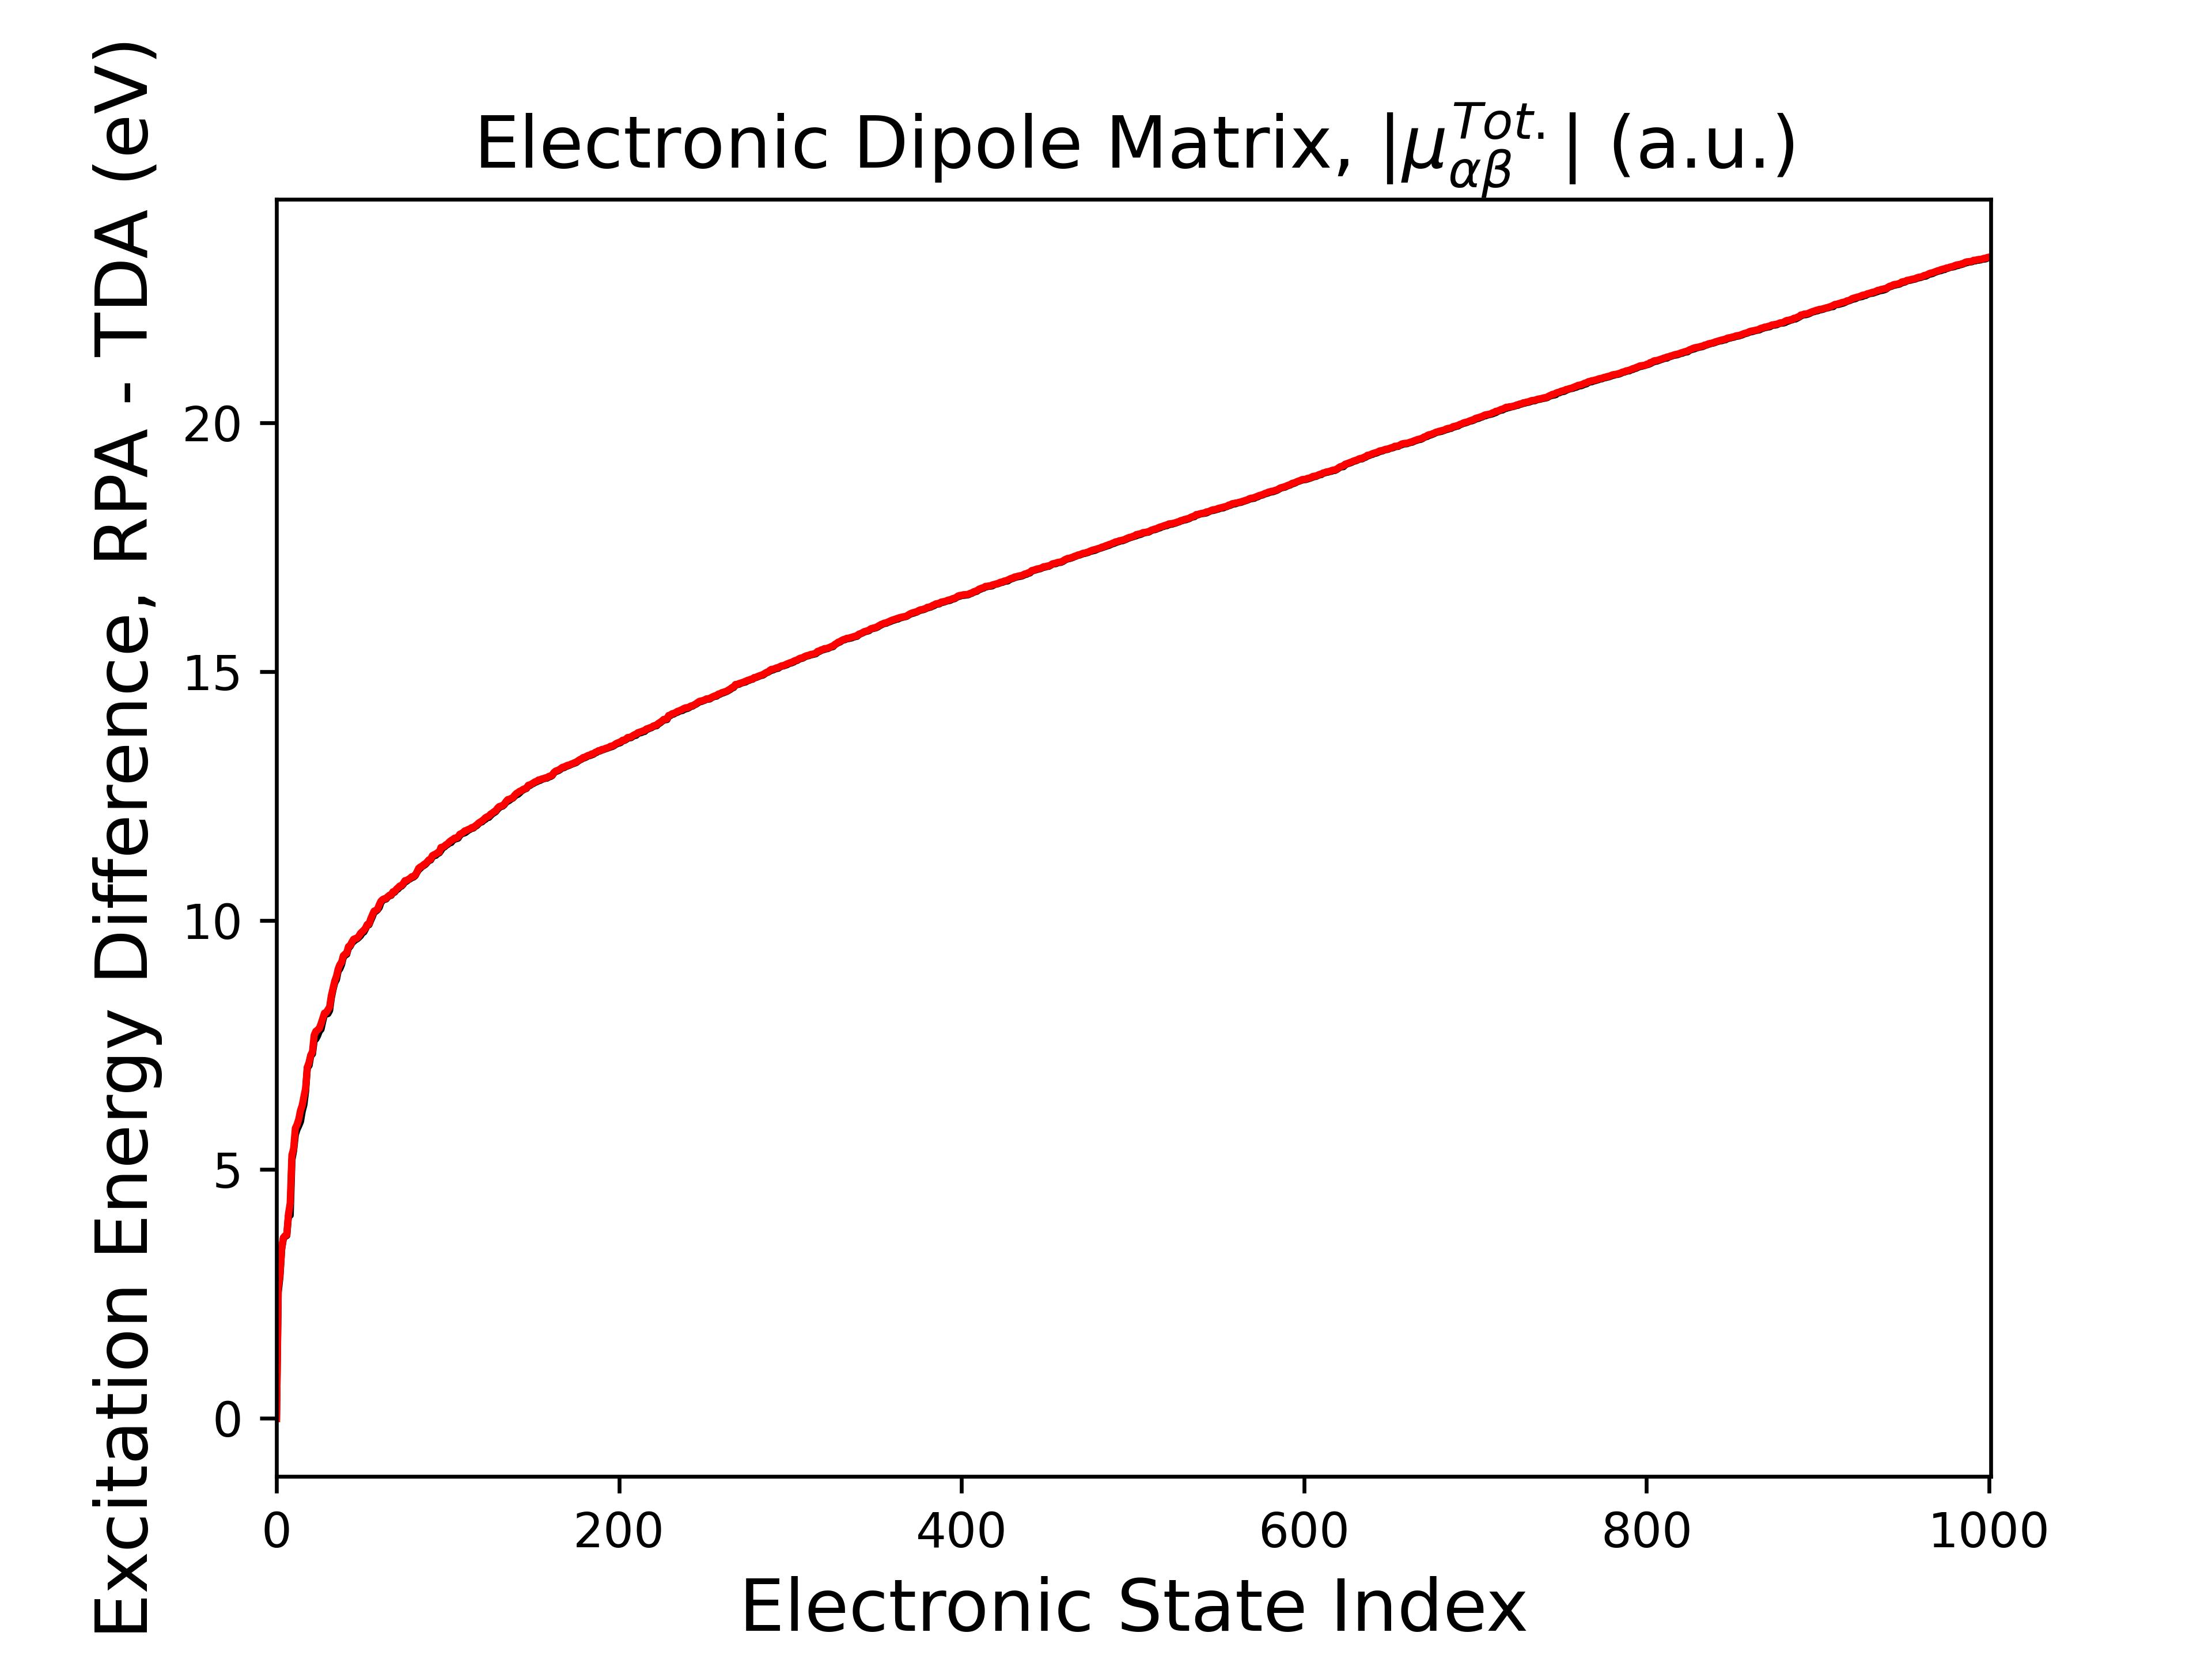 Electronic Dipole Matrix, |μ^{Tot.}_{αβ}| (a.u.)
Excitation Energy Difference, RPA - TDA (eV)
20
15
10
5
0
0 200 400 600 800 1000
Electronic State Index